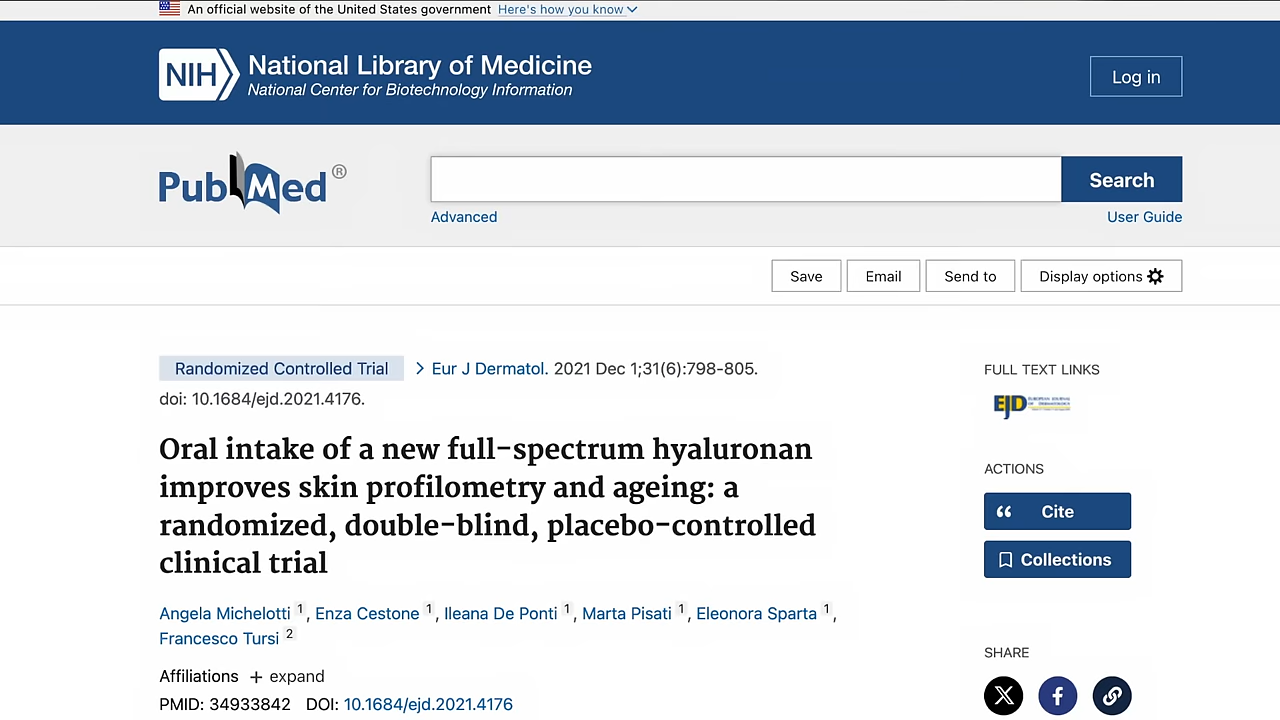 An official website of the United States government Here's how you know
NIH National Library of Medicine
National Center for Biotechnology Information
Log in
PubMed®
Search
Advanced
User Guide
Save
Email
Send to
Display options
Randomized Controlled Trial
Eur J Dermatol. 2021 Dec 1;31(6):798-805.
doi: 10.1684/ejd.2021.4176.
Oral intake of a new full-spectrum hyaluronan
improves skin profilometry and ageing: a
randomized, double-blind, placebo-controlled
clinical trial
Angela Michelotti 1, Enza Cestone 1, Ileana De Ponti 1, Marta Pisati 1, Eleonora Sparta 1,
Francesco Tursi 2
Affiliations + expand
PMID: 34933842 DOI: 10.1684/ejd.2021.4176
FULL TEXT LINKS
EJD EUROPEAN JOURNAL
OF DERMATOLOGY
ACTIONS
Cite
Collections
SHARE